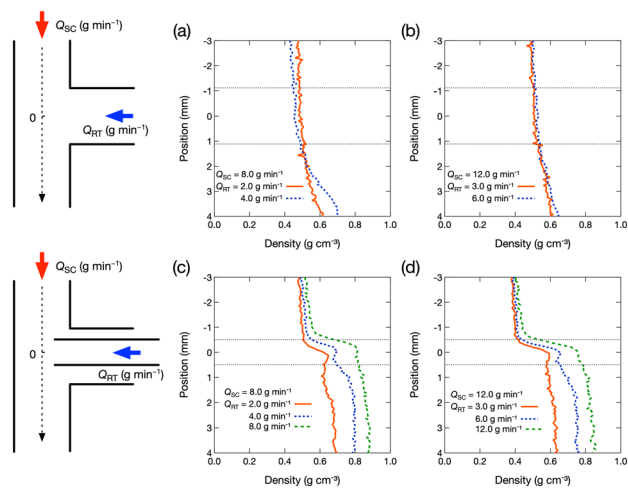 Q_SC (g min⁻¹)
0
Q_RT (g min⁻¹)
(a)
-3
-2
-1
0
1
2
3
4
Position (mm)
Q_SC = 8.0 g min⁻¹
Q_RT = 2.0 g min⁻¹
4.0 g min⁻¹
0.0 0.2 0.4 0.6 0.8 1.0
Density (g cm⁻³)
(b)
-3
-2
-1
0
1
2
3
4
Position (mm)
Q_SC = 12.0 g min⁻¹
Q_RT = 3.0 g min⁻¹
6.0 g min⁻¹
0.0 0.2 0.4 0.6 0.8 1.0
Density (g cm⁻³)
Q_SC (g min⁻¹)
0
Q_RT (g min⁻¹)
(c)
-3
-2
-1
0
1
2
3
4
Position (mm)
Q_SC = 8.0 g min⁻¹
Q_RT = 2.0 g min⁻¹
4.0 g min⁻¹
8.0 g min⁻¹
0.0 0.2 0.4 0.6 0.8 1.0
Density (g cm⁻³)
(d)
-3
-2
-1
0
1
2
3
4
Position (mm)
Q_SC = 12.0 g min⁻¹
Q_RT = 3.0 g min⁻¹
6.0 g min⁻¹
12.0 g min⁻¹
0.0 0.2 0.4 0.6 0.8 1.0
Density (g cm⁻³)